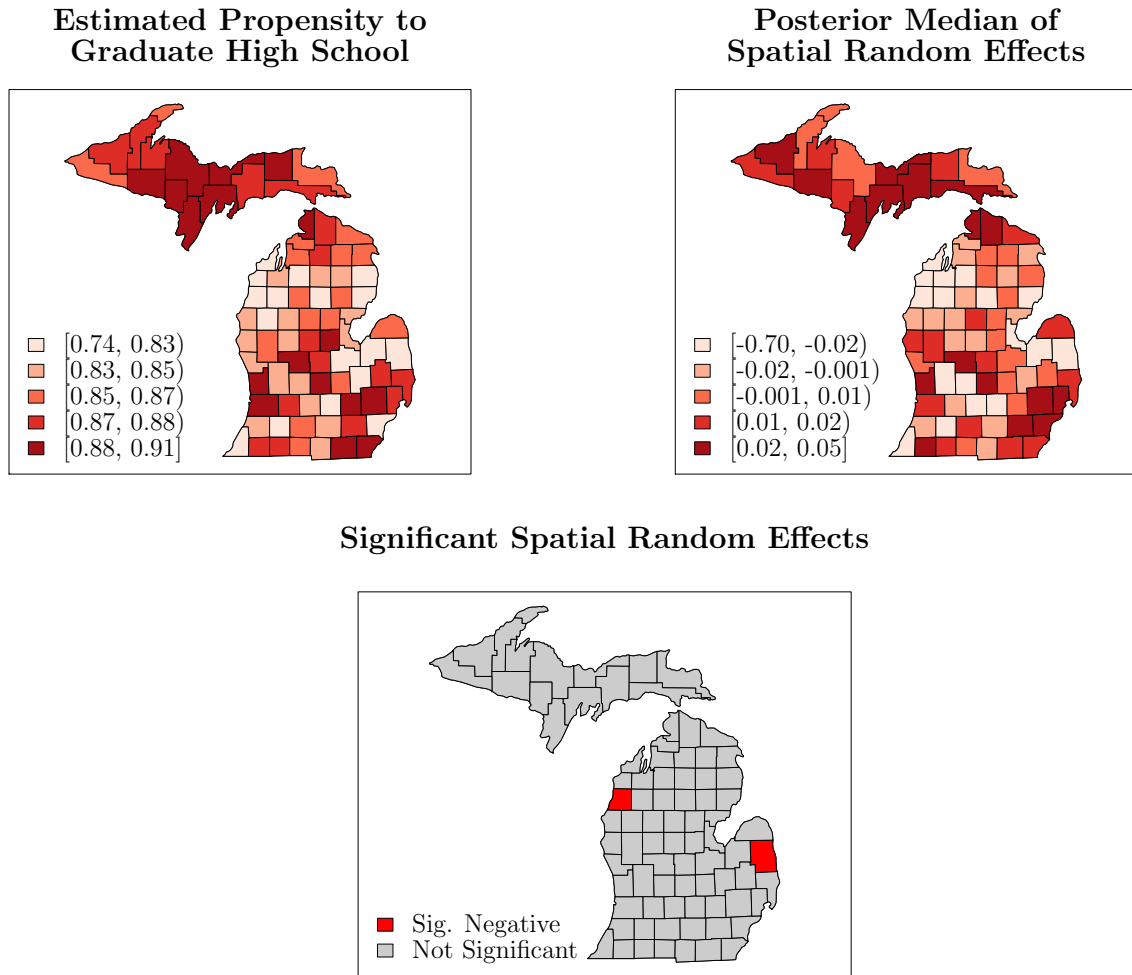 Estimated Propensity to
Graduate High School
[0.74, 0.83)
[0.83, 0.85)
[0.85, 0.87)
[0.87, 0.88)
[0.88, 0.91]
Posterior Median of
Spatial Random Effects
[-0.70, -0.02)
[-0.02, -0.001)
[-0.001, 0.01)
[0.01, 0.02)
[0.02, 0.05]
Significant Spatial Random Effects
Sig. Negative
Not Significant